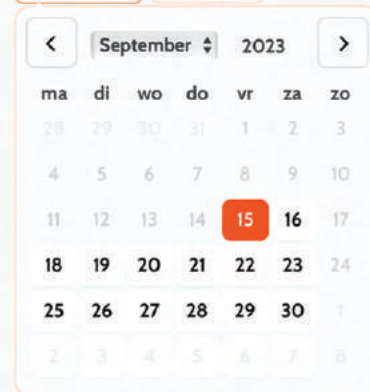 September 2023
ma di wo do vr za zo
28 29 30 31 1 2 3
4 5 6 7 8 9 10
11 12 13 14 15 16 17
18 19 20 21 22 23 24
25 26 27 28 29 30 1
2 3 4 5 6 7 8